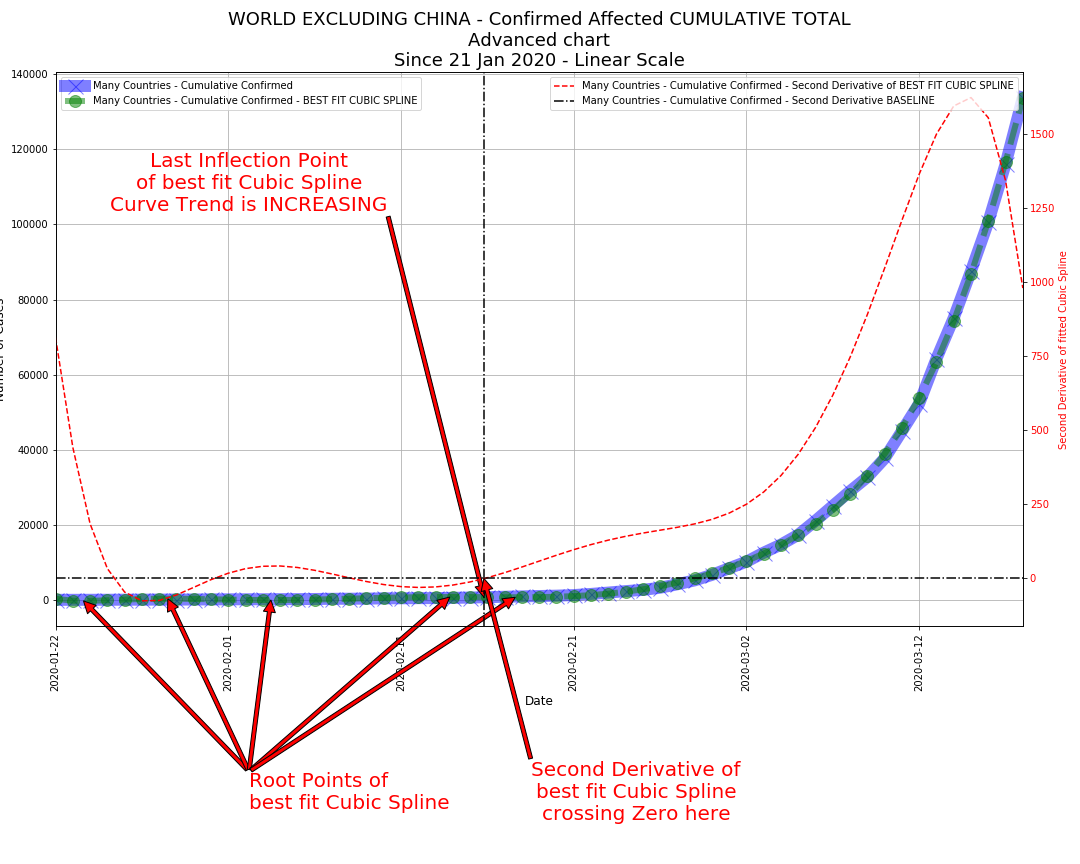 WORLD EXCLUDING CHINA - Confirmed Affected CUMULATIVE TOTAL
Advanced chart
Since 21 Jan 2020 - Linear Scale
Many Countries - Cumulative Confirmed
Many Countries - Cumulative Confirmed - BEST FIT CUBIC SPLINE
Many Countries - Cumulative Confirmed - Second Derivative of BEST FIT CUBIC SPLINE
Many Countries - Cumulative Confirmed - Second Derivative BASELINE
140000
120000
100000
80000
60000
40000
20000
0
Last Inflection Point
of best fit Cubic Spline
Curve Trend is INCREASING
1500
1250
1000
750
500
250
0
Second Derivative of fitted Cubic Spline
2020-01-22
2020-02-01
2020-02-21
2020-03-02
2020-03-12
Date
Root Points of
best fit Cubic Spline
Second Derivative of
best fit Cubic Spline
crossing Zero here